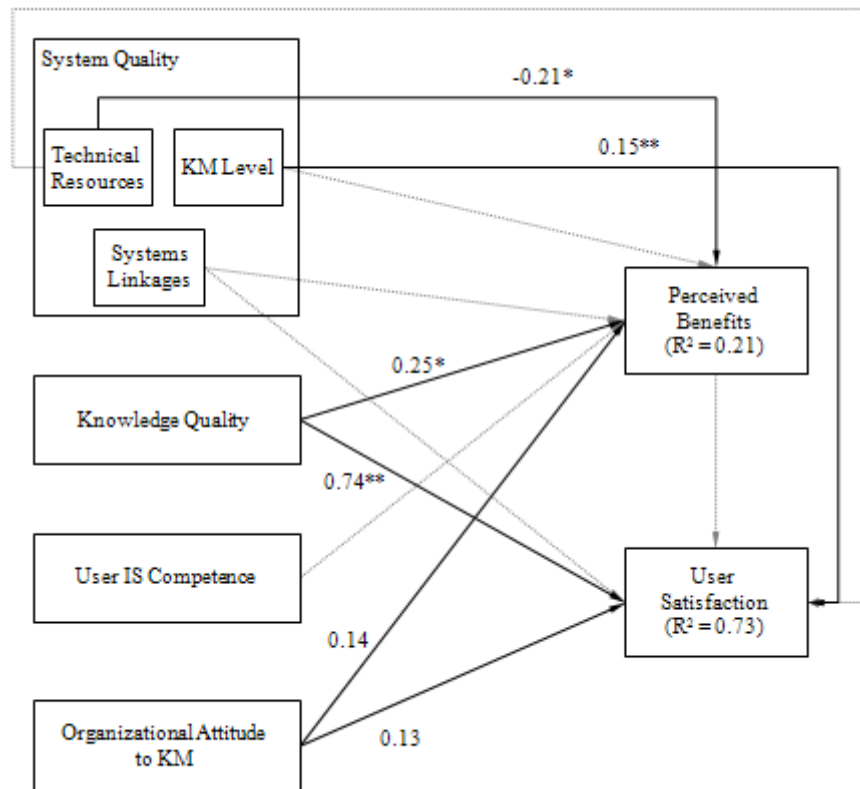 System Quality
-0.21*
Technical
Resources
KM Level
0.15**
Systems
Linkages
Perceived
Benefits
(R² = 0.21)
0.25*
Knowledge Quality
0.74**
User IS Competence
User
Satisfaction
(R² = 0.73)
0.14
Organizational Attitude
to KM
0.13